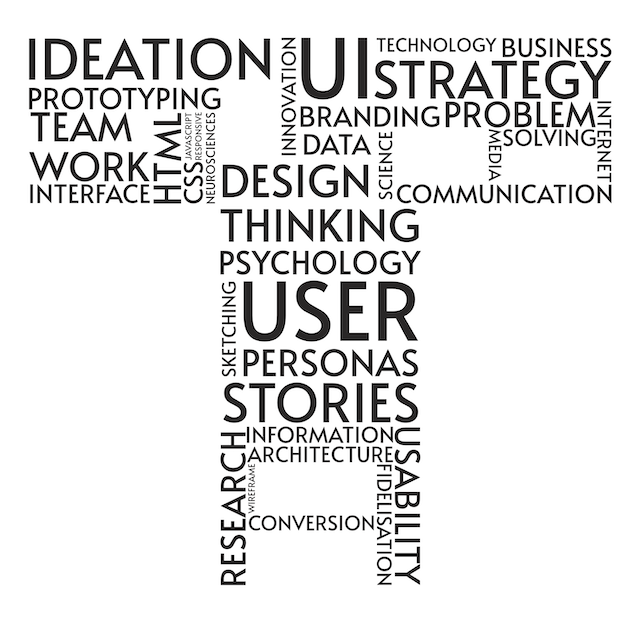 IDEATION
INNOVATION
UI
TECHNOLOGY
BUSINESS
STRATEGY
PROTOTYPING
TEAM
WORK
INTERFACE
HTML
JAVASCRIPT
CSS
RESPONSIVE
NEUROSCIENCES
BRANDING
DATA
SCIENCE
PROBLEM
SOLVING
MEDIA
INTERNET
COMMUNICATION
DESIGN
THINKING
PSYCHOLOGY
SKETCHING
USER
PERSONAS
STORIES
RESEARCH
INFORMATION
ARCHITECTURE
WIREFRAME
CONVERSION
FIDELISATION
USABILITY